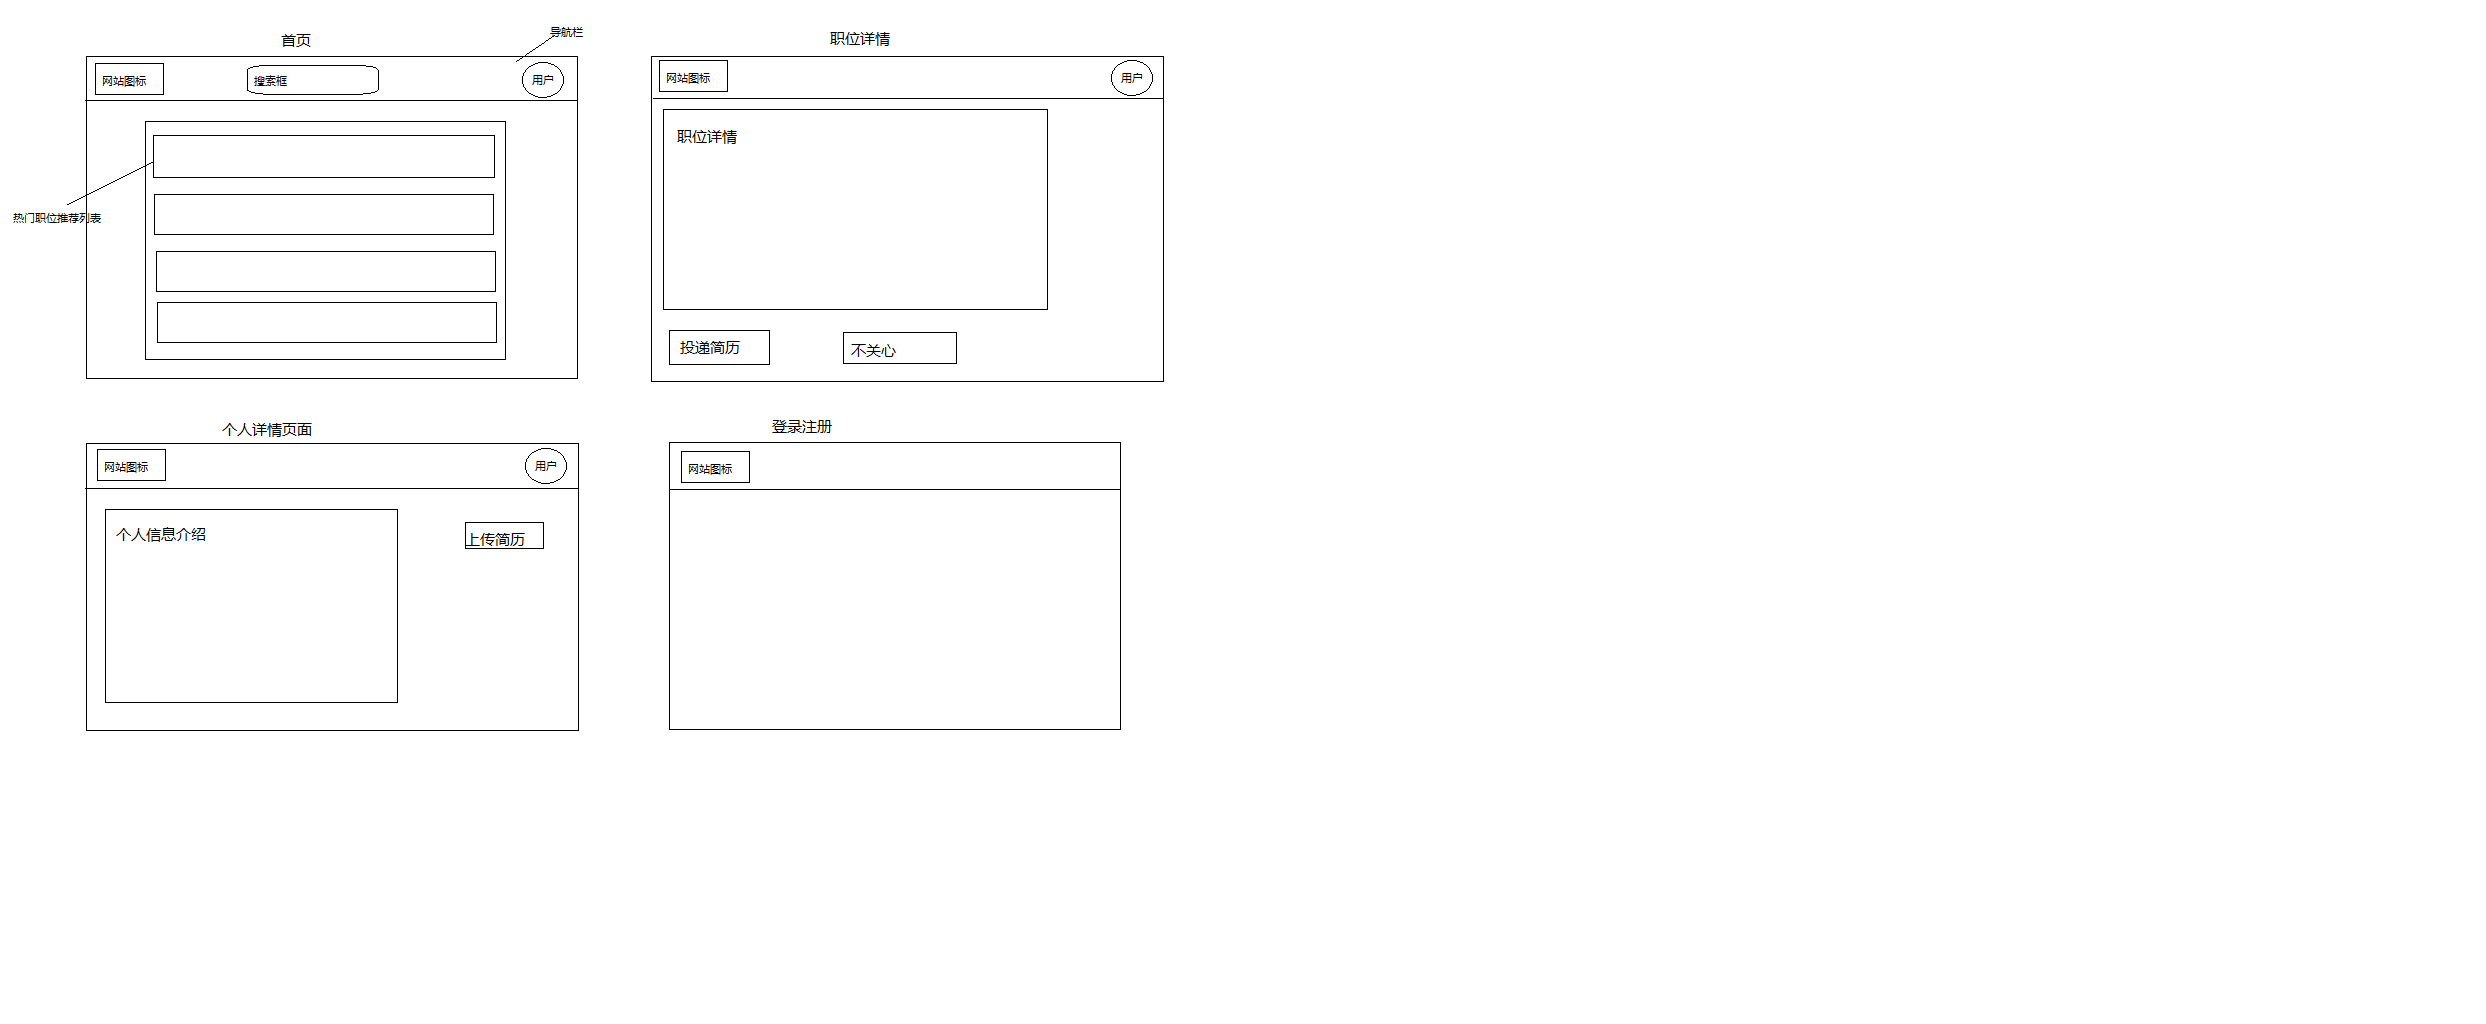 首页
导航栏
网站图标
搜索框
用户
热门职位推荐列表
职位详情
网站图标
用户
职位详情
投递简历
不关心
个人详情页面
网站图标
用户
个人信息介绍
上传简历
登录注册
网站图标